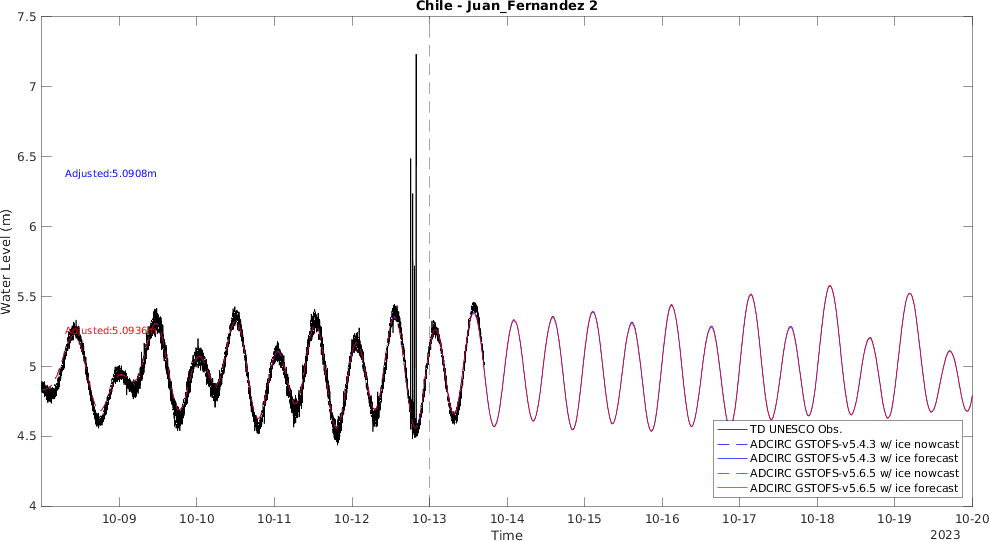 Chile - Juan_Fernandez 2
7.5
7
6.5
6
5.5
5
4.5
4
Water Level (m)
Adjusted:5.0908m
Adjusted:5.0936m
TD UNESCO Obs.
ADCIRC GSTOFS-v5.4.3 w/ ice nowcast
ADCIRC GSTOFS-v5.4.3 w/ ice forecast
ADCIRC GSTOFS-v5.6.5 w/ ice nowcast
ADCIRC GSTOFS-v5.6.5 w/ ice forecast
10-09 10-10 10-11 10-12 10-13 10-14 10-15 10-16 10-17 10-18 10-19 10-20
Time
2023